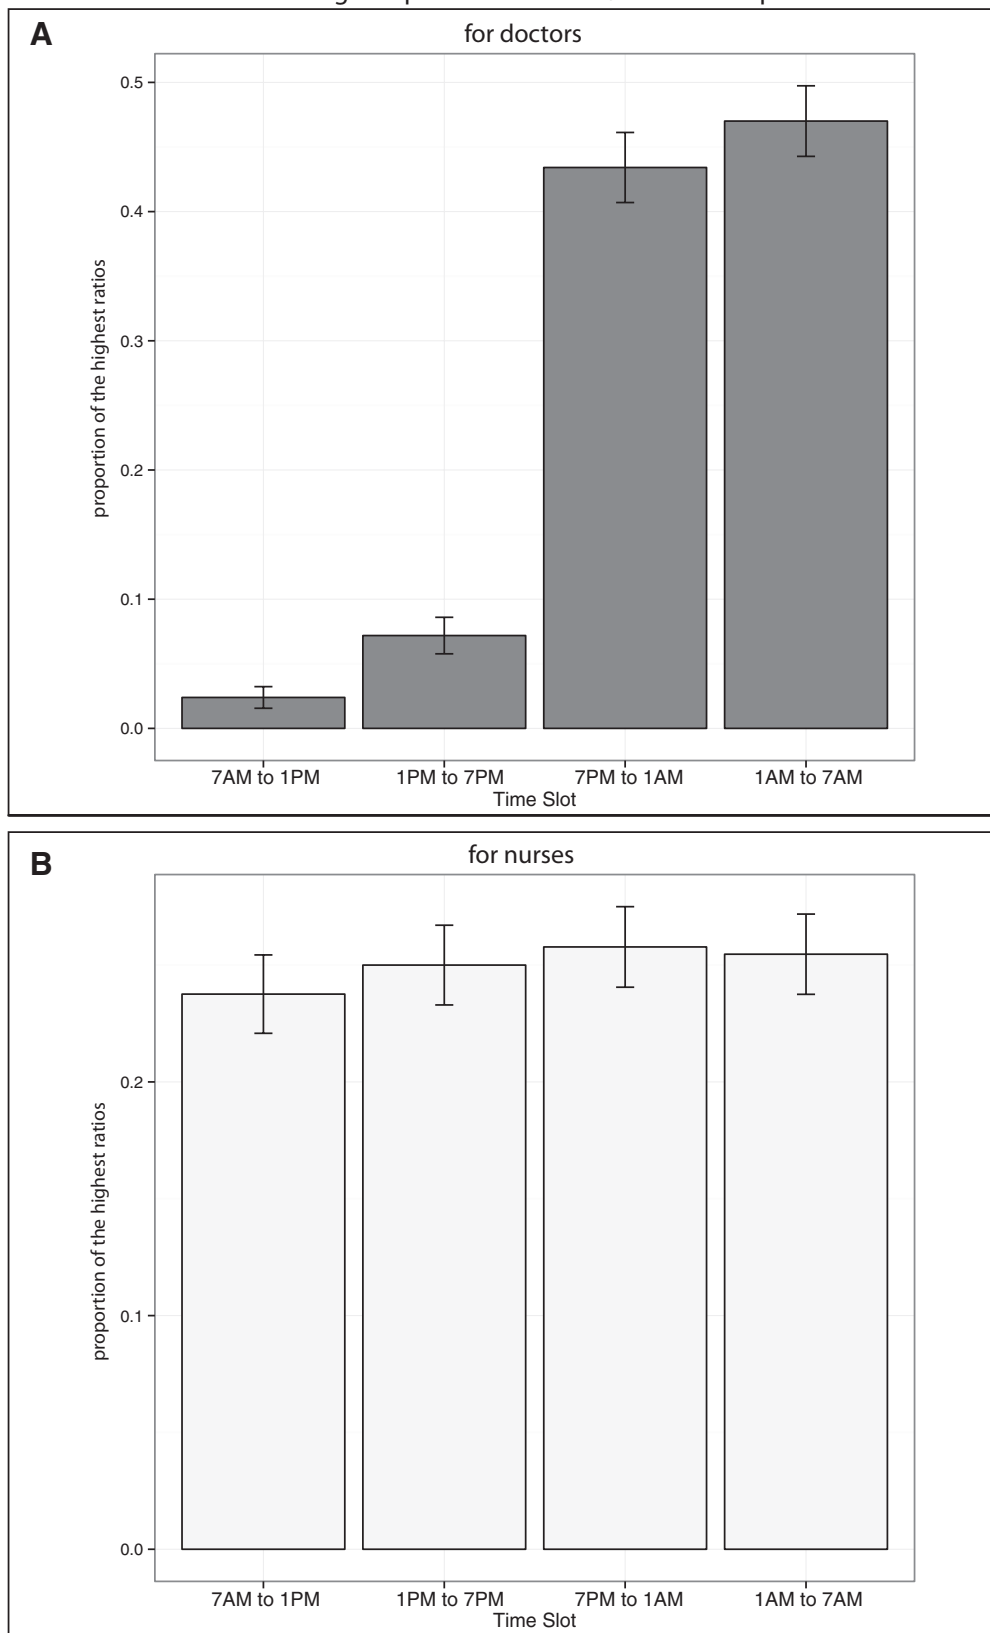 A
for doctors
0.5
0.4
0.3
0.2
0.1
0.0
proportion of the highest ratios
7AM to 1PM 1PM to 7PM 7PM to 1AM 1AM to 7AM
Time Slot
B
for nurses
0.2
0.1
0.0
proportion of the highest ratios
7AM to 1PM 1PM to 7PM 7PM to 1AM 1AM to 7AM
Time Slot